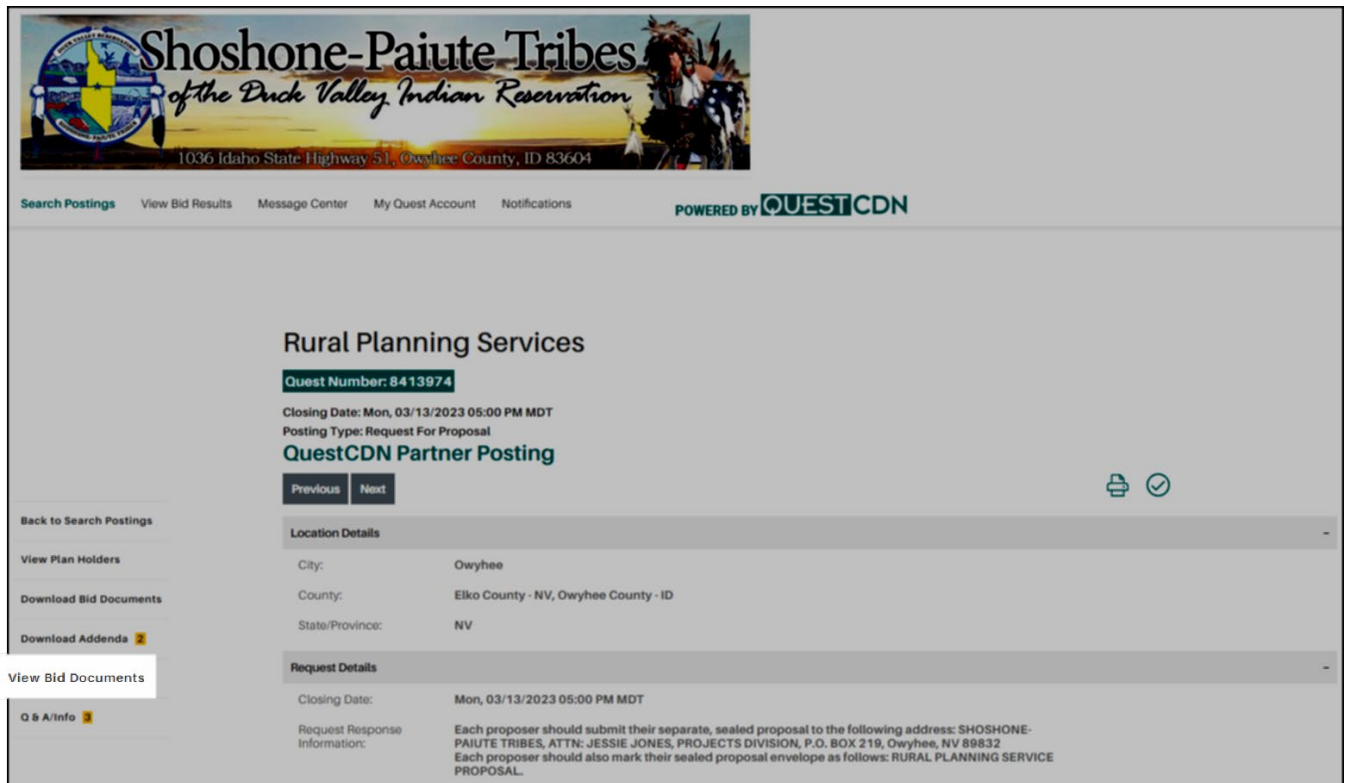 Shoshone-Paiute Tribes
of the Duck Valley Indian Reservation
1036 Idaho State Highway 51, Owyhee County, ID 83604
Search Postings View Bid Results Message Center My Quest Account Notifications POWERED BY QUESTCDN
Rural Planning Services
Quest Number: 8413974
Closing Date: Mon, 03/13/2023 05:00 PM MDT
Posting Type: Request For Proposal
QuestCDN Partner Posting
Previous Next
Back to Search Postings
View Plan Holders
Download Bid Documents
Download Addenda 2
View Bid Documents
Q & A/Info 3
Location Details -
City: Owyhee
County: Elko County - NV, Owyhee County - ID
State/Province: NV
Request Details -
Closing Date: Mon, 03/13/2023 05:00 PM MDT
Request Response Information: Each proposer should submit their separate, sealed proposal to the following address: SHOSHONE-
PAIUTE TRIBES, ATTN: JESSIE JONES, PROJECTS DIVISION, P.O. BOX 219, Owyhee, NV 89832
Each proposer should also mark their sealed proposal envelope as follows: RURAL PLANNING SERVICE
PROPOSAL.